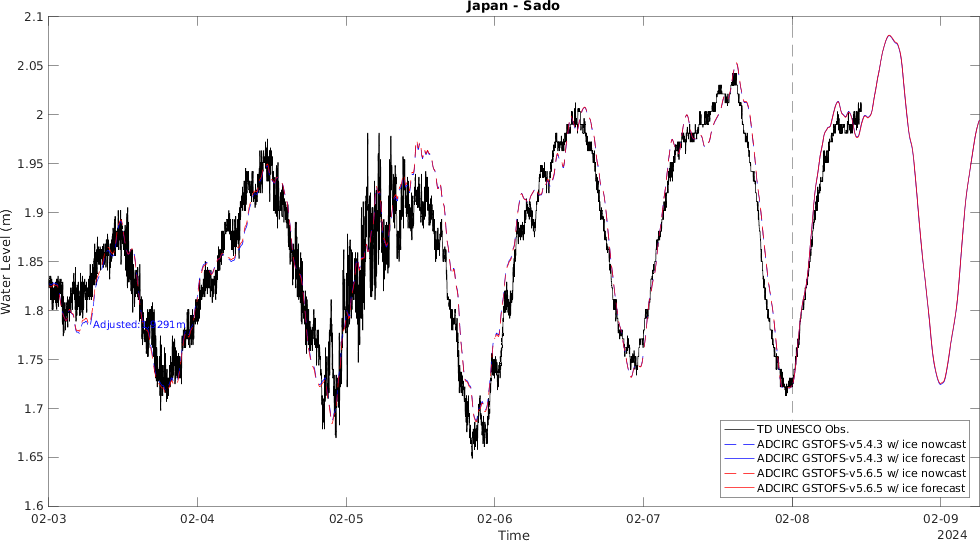 Japan - Sado
Water Level (m)
2.1
2.05
2
1.95
1.9
1.85
1.8
1.75
1.7
1.65
1.6
Adjusted: 291m
TD UNESCO Obs.
ADCIRC GSTOFS-v5.4.3 w/ ice nowcast
ADCIRC GSTOFS-v5.4.3 w/ ice forecast
ADCIRC GSTOFS-v5.6.5 w/ ice nowcast
ADCIRC GSTOFS-v5.6.5 w/ ice forecast
02-03 02-04 02-05 02-06 02-07 02-08 02-09
2024
Time